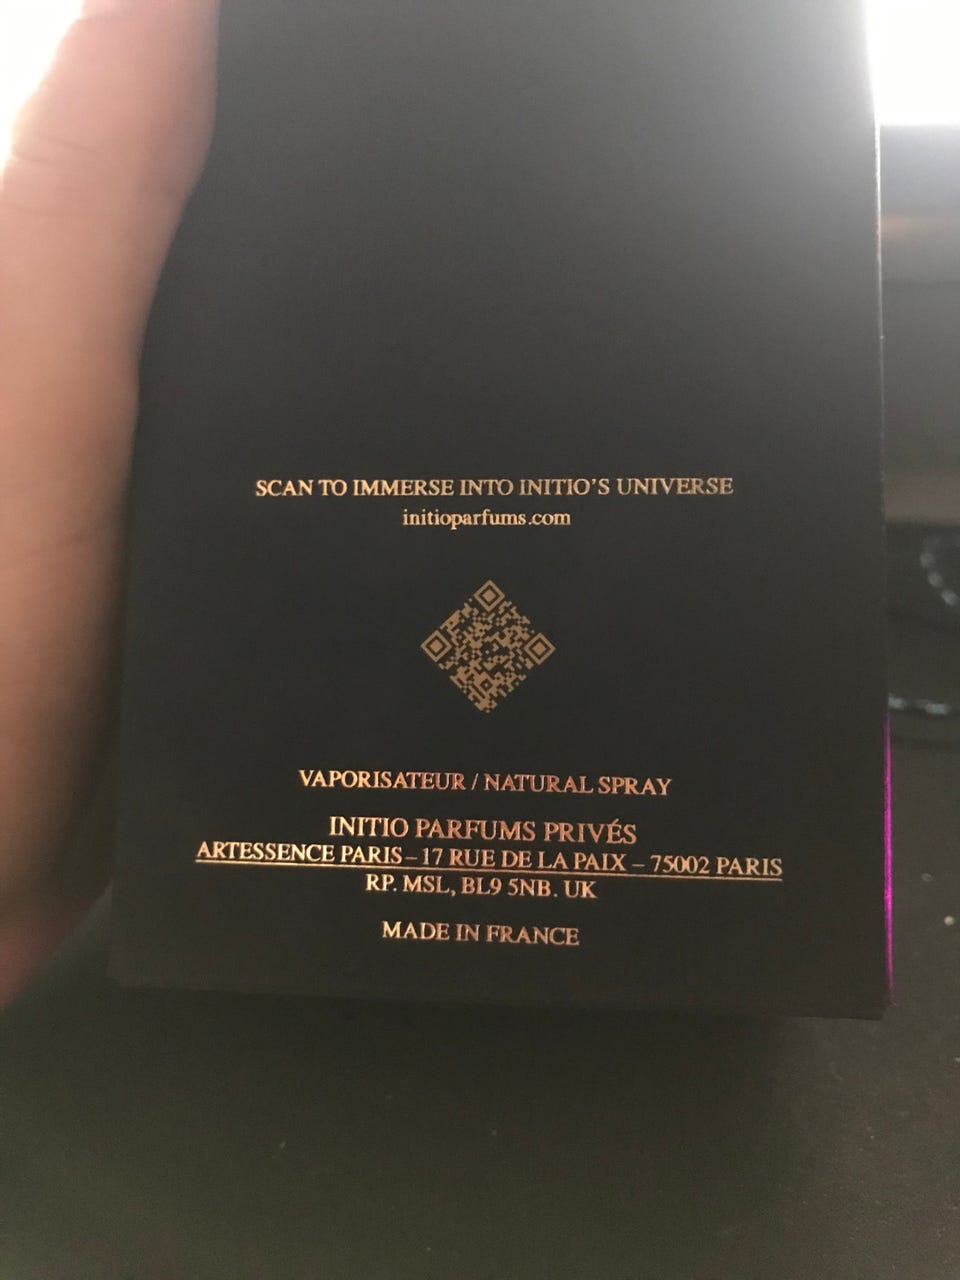 SCAN TO IMMERSE INTO INITIO'S UNIVERSE
initioparfums.com
VAPORISATEUR / NATURAL SPRAY
INITIO PARFUMS PRIVÉS
ARTESSENCE PARIS – 17 RUE DE LA PAIX – 75002 PARIS
RP. MSL, BL9 5NB. UK
MADE IN FRANCE